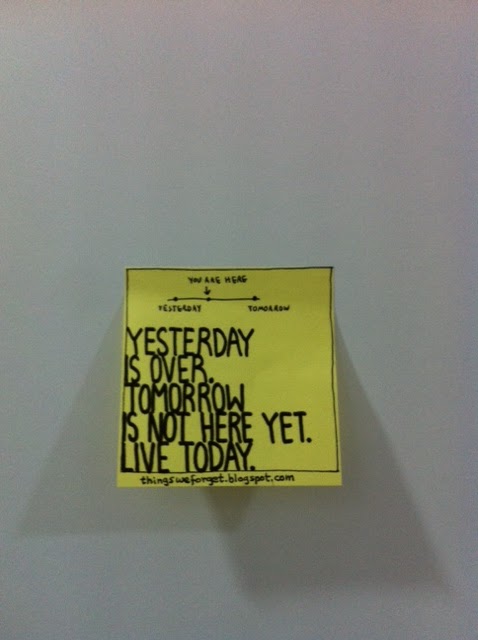 YOU ARE HERE
YESTERDAY TOMORROW
YESTERDAY
IS OVER.
TOMORROW
IS NOT HERE YET.
LIVE TODAY.
thingsweforget.blogspot.com